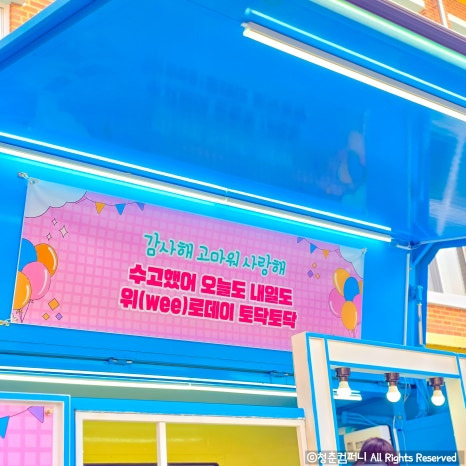 감사해 고마워 사랑해
수고했어 오늘도 내일도
위(wee)로데이 토닥토닥
©청춘컴퍼니 All Rights Reserved